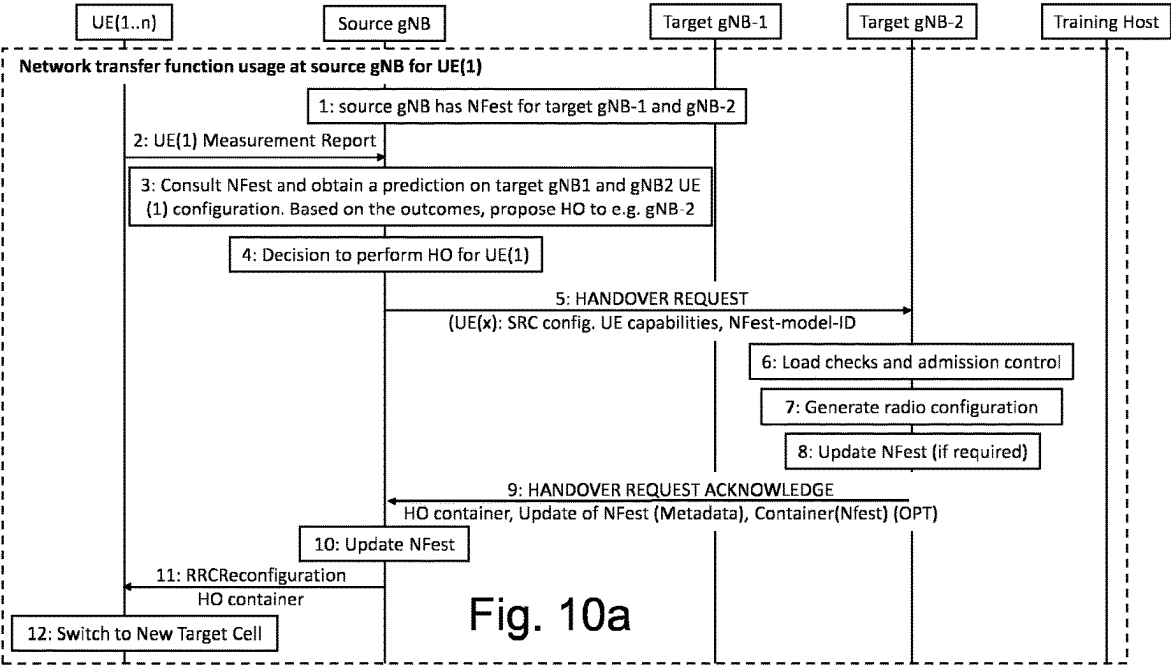 UE(1..n)
Source gNB
Target gNB-1
Target gNB-2
Training Host
Network transfer function usage at source gNB for UE(1)
1: source gNB has NFest for target gNB-1 and gNB-2
2: UE(1) Measurement Report
3: Consult NFest and obtain a prediction on target gNB1 and gNB2 UE
(1) configuration. Based on the outcomes, propose HO to e.g. gNB-2
4: Decision to perform HO for UE(1)
5: HANDOVER REQUEST
(UE(x): SRC config. UE capabilities, NFest-model-ID
6: Load checks and admission control
7: Generate radio configuration
8: Update NFest (if required)
9: HANDOVER REQUEST ACKNOWLEDGE
HO container, Update of NFest (Metadata), Container(Nfest) (OPT)
10: Update NFest
11: RRCReconfiguration
HO container
12: Switch to New Target Cell
Fig. 10a